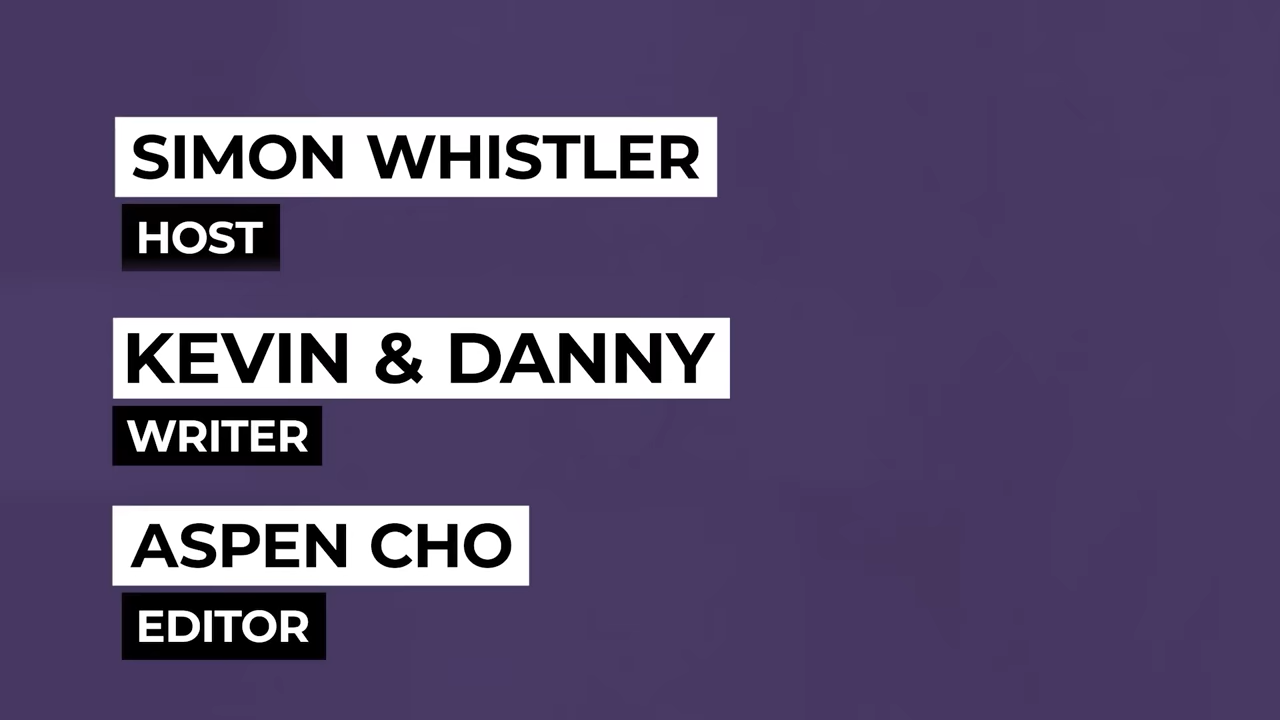 SIMON WHISTLER
HOST
KEVIN & DANNY
WRITER
ASPEN CHO
EDITOR